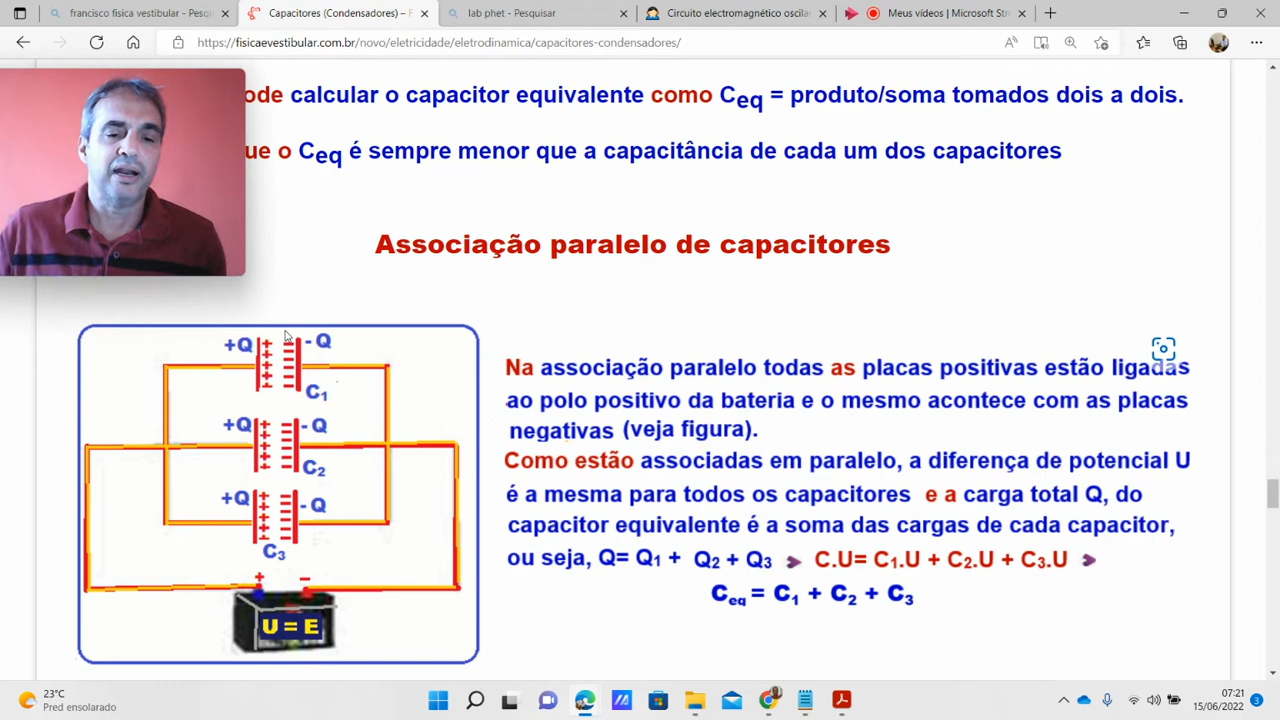 francisco fisica vestibular - Pesqu
Capacitores (Condensadores) – F
lab phet - Pesquisar
Circuito electromagnético oscila
Meus vídeos | Microsoft Stre
https://fisicaevestibular.com.br/novo/eletricidade/eletrodinamica/capacitores-condensadores/
ode calcular o capacitor equivalente como Ceq = produto/soma tomados dois a dois.
ue o Ceq é sempre menor que a capacitância de cada um dos capacitores
Associação paralelo de capacitores
+Q - Q
C1
+Q - Q
C2
+Q - Q
C3
+ –
U = E
Na associação paralelo todas as placas positivas estão ligadas
ao polo positivo da bateria e o mesmo acontece com as placas
negativas (veja figura).
Como estão associadas em paralelo, a diferença de potencial U
é a mesma para todos os capacitores e a carga total Q, do
capacitor equivalente é a soma das cargas de cada capacitor,
ou seja, Q= Q1 + Q2 + Q3 C.U= C1.U + C2.U + C3.U
Ceq = C1 + C2 + C3
23°C
Pred ensolarado
07:21
15/06/2022
3